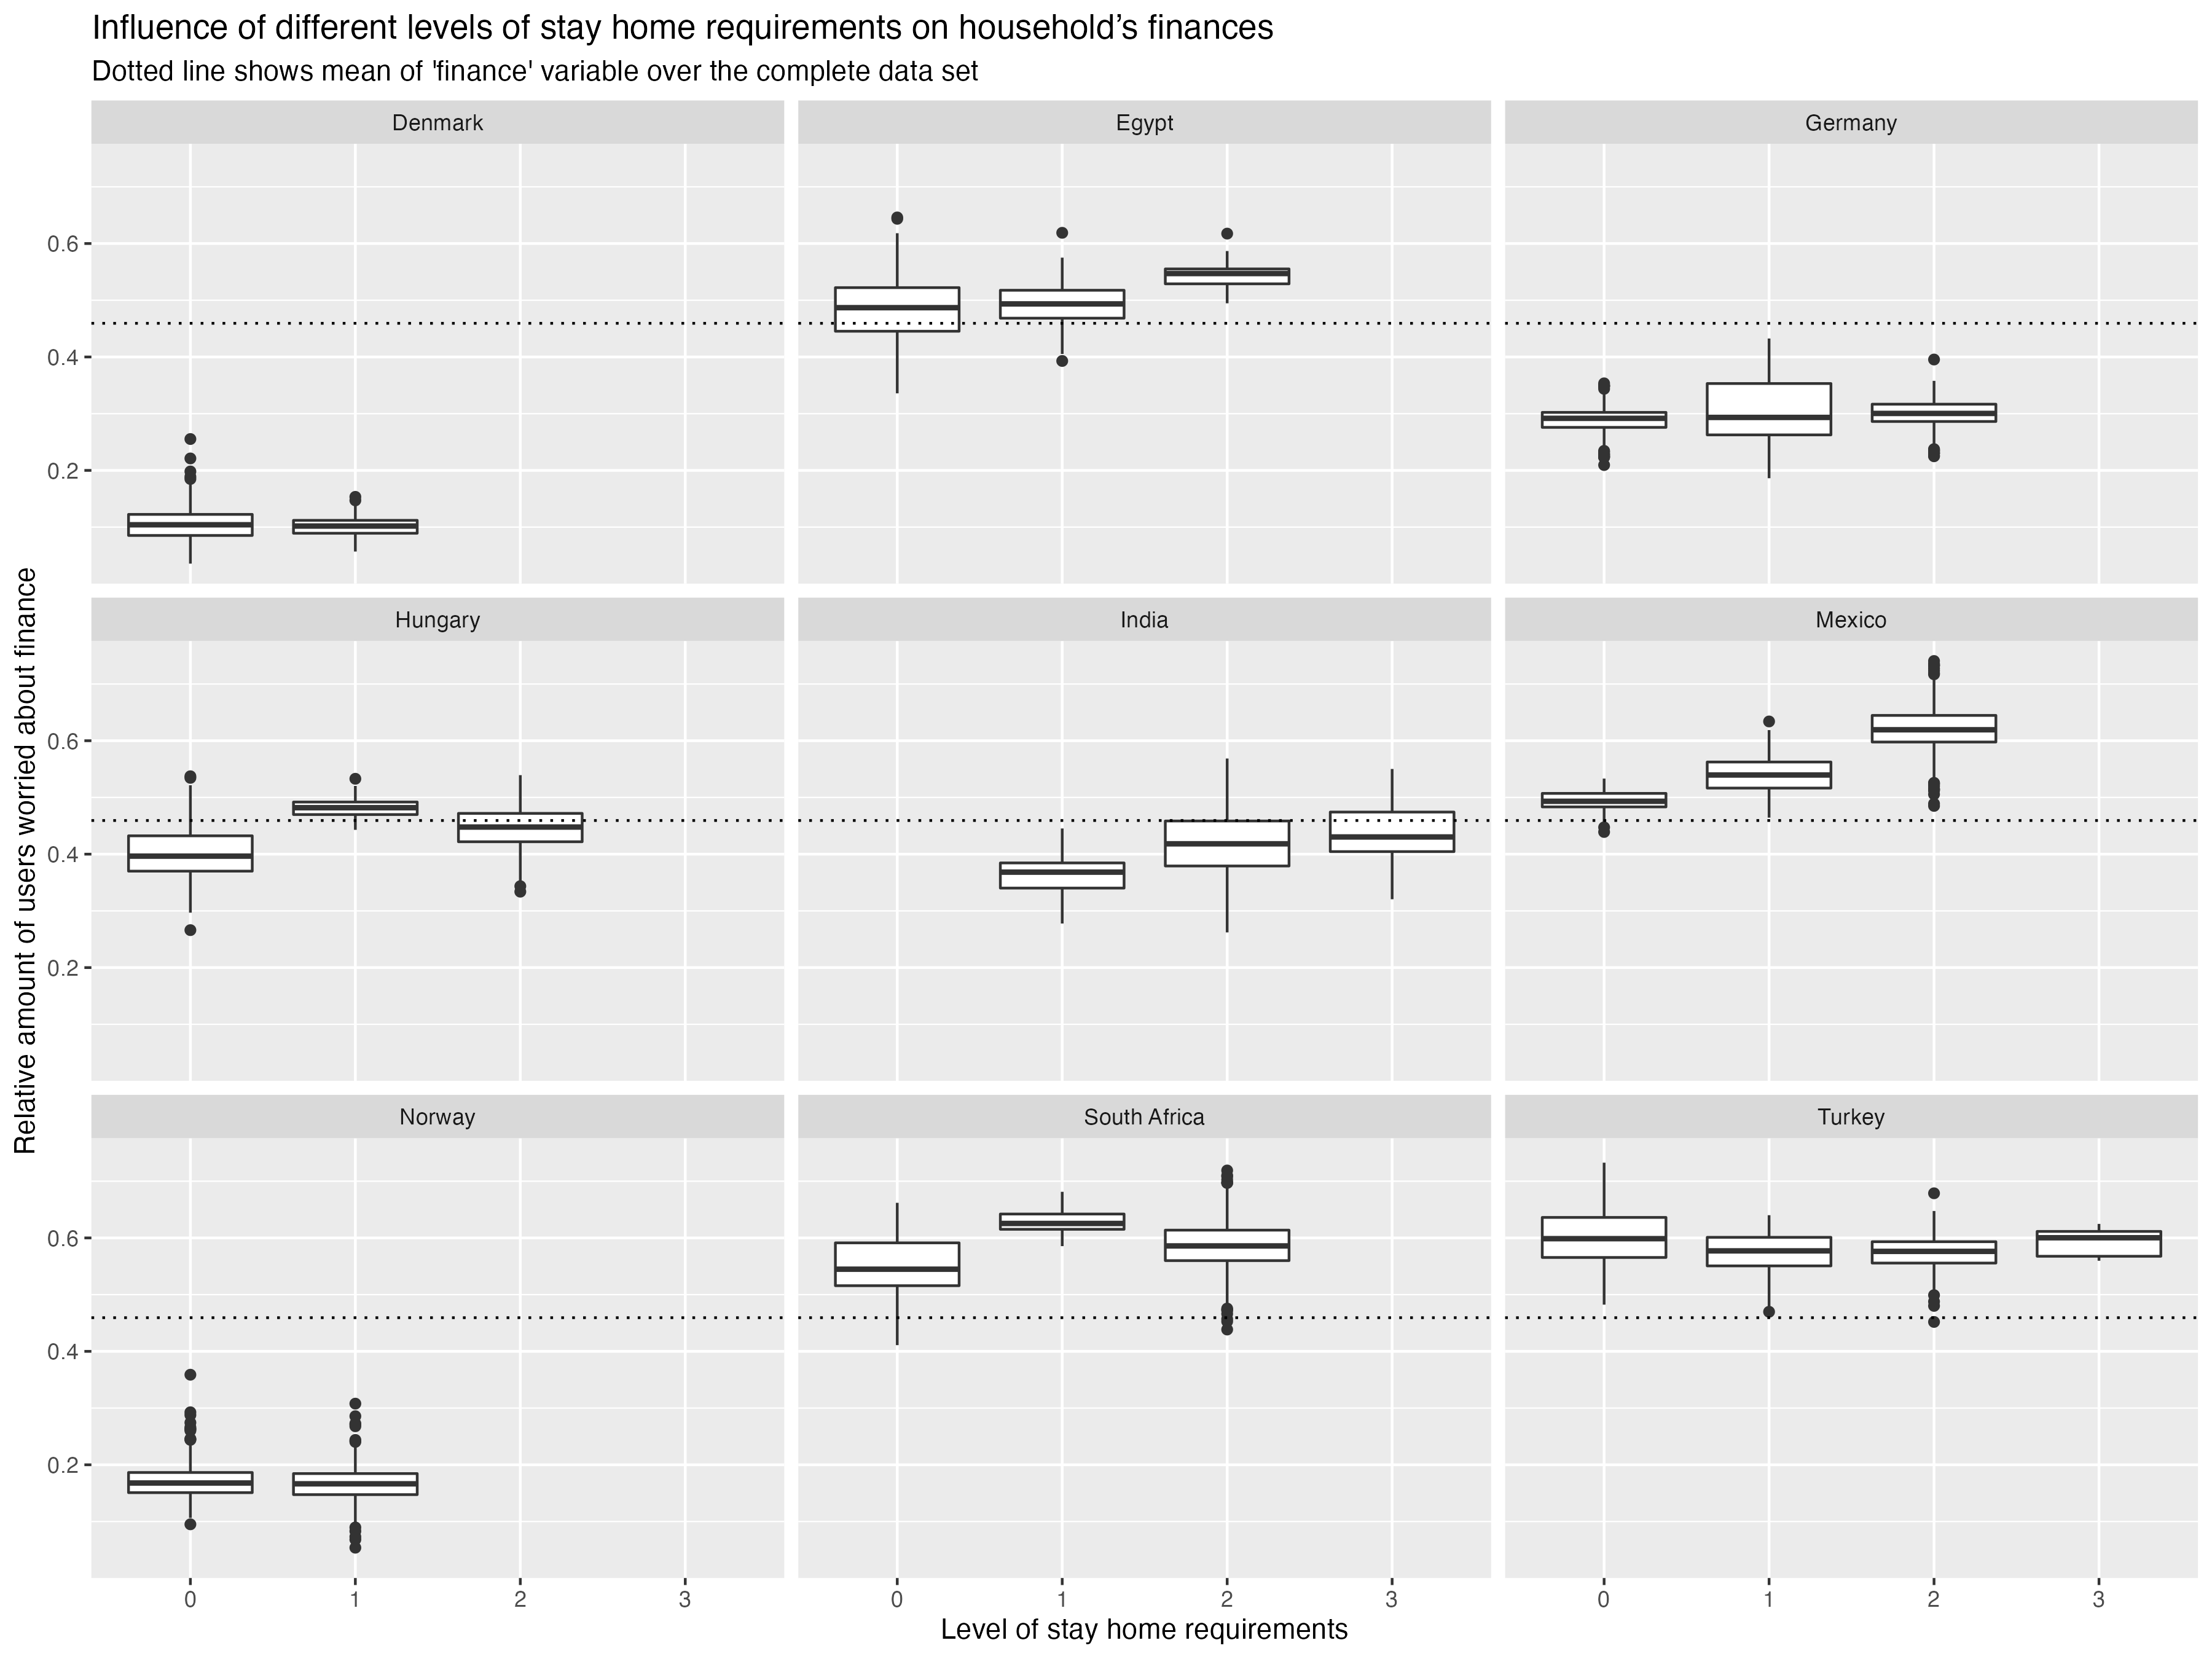 Influence of different levels of stay home requirements on household’s finances
Dotted line shows mean of 'finance' variable over the complete data set
Denmark
Egypt
Germany
0.6
0.4
0.2
Hungary
India
Mexico
0.6
0.4
0.2
Norway
South Africa
Turkey
0.6
0.4
0.2
0 1 2 3
0 1 2 3
0 1 2 3
Level of stay home requirements
Relative amount of users worried about finance